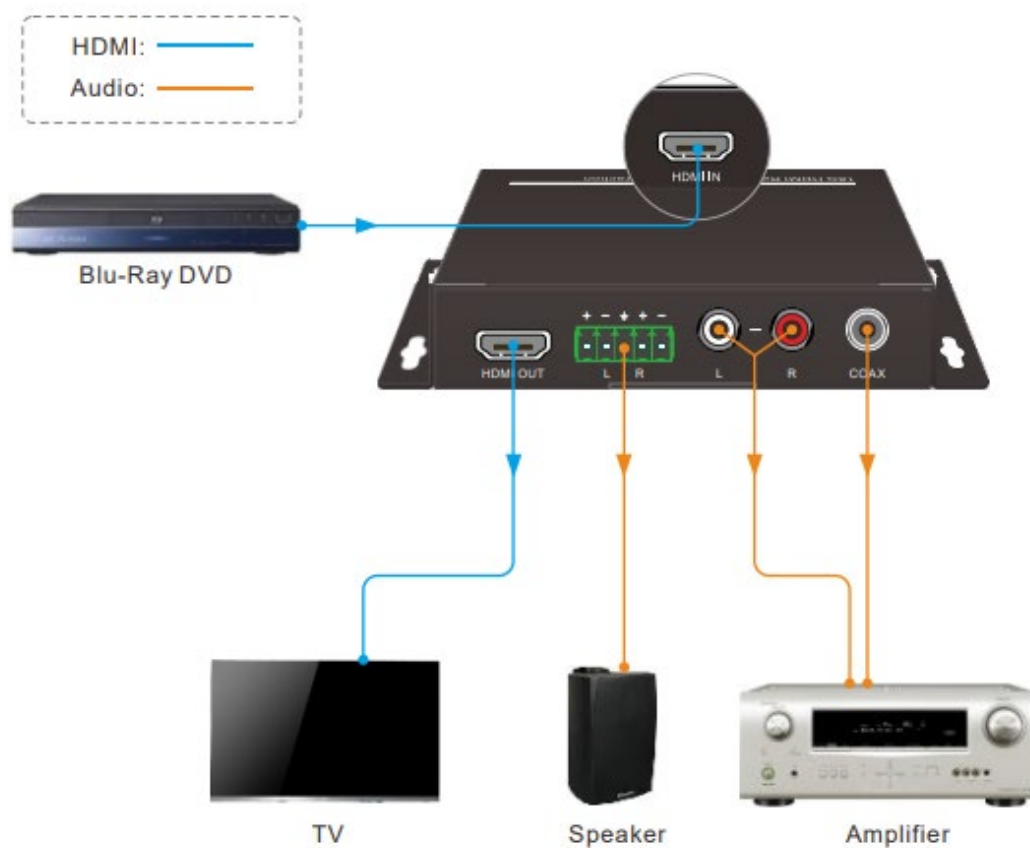 HDMI:
Audio:
HDMI IN
Blu-Ray DVD
+ − + −
HDMI OUT
L R
L − R
COAX
TV
Speaker
Amplifier